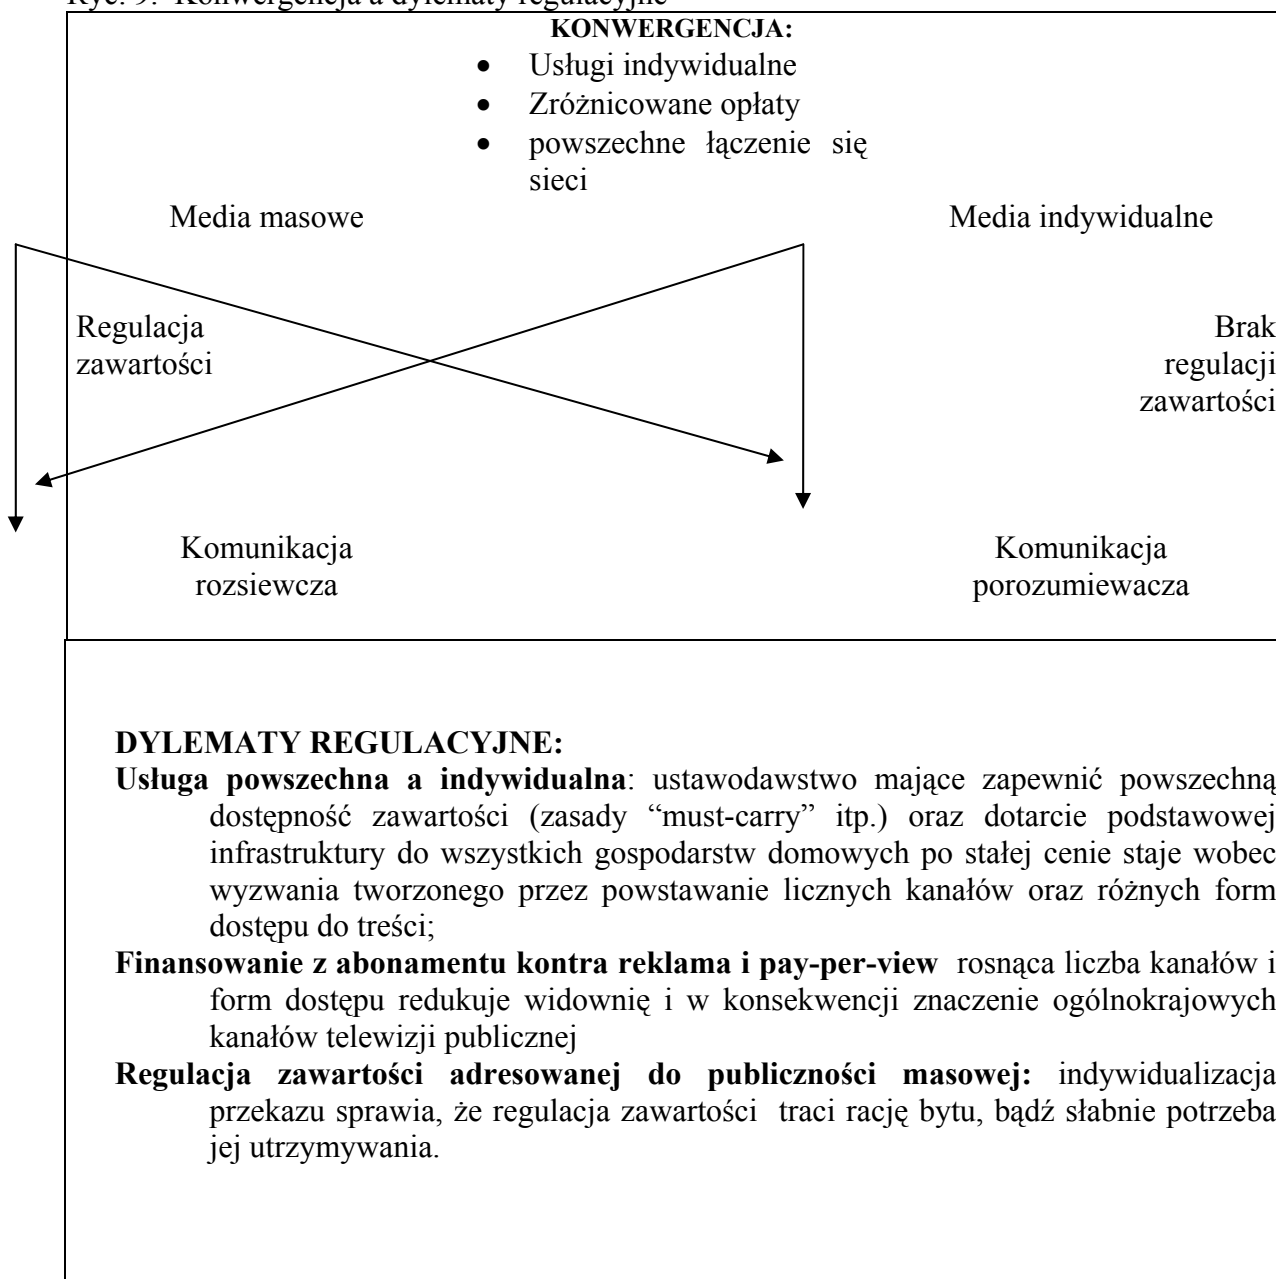 Ryc. 9. Konwergencja a dylematy regulacyjne
KONWERGENCJA:
• Usługi indywidualne
• Zróżnicowane opłaty
• powszechne łączenie się
sieci
Media masowe Media indywidualne
Regulacja
zawartości
Brak
regulacji
zawartości
Komunikacja
rozsiewcza
Komunikacja
porozumiewacza
DYLEMATY REGULACYJNE:
Usługa powszechna a indywidualna: ustawodawstwo mające zapewnić powszechną
dostępność zawartości (zasady “must-carry” itp.) oraz dotarcie podstawowej
infrastruktury do wszystkich gospodarstw domowych po stałej cenie staje wobec
wyzwania tworzonego przez powstawanie licznych kanałów oraz różnych form
dostępu do treści;
Finansowanie z abonamentu kontra reklama i pay-per-view rosnąca liczba kanałów i
form dostępu redukuje widownię i w konsekwencji znaczenie ogólnokrajowych
kanałów telewizji publicznej
Regulacja zawartości adresowanej do publiczności masowej: indywidualizacja
przekazu sprawia, że regulacja zawartości traci rację bytu, bądź słabnie potrzeba
jej utrzymywania.